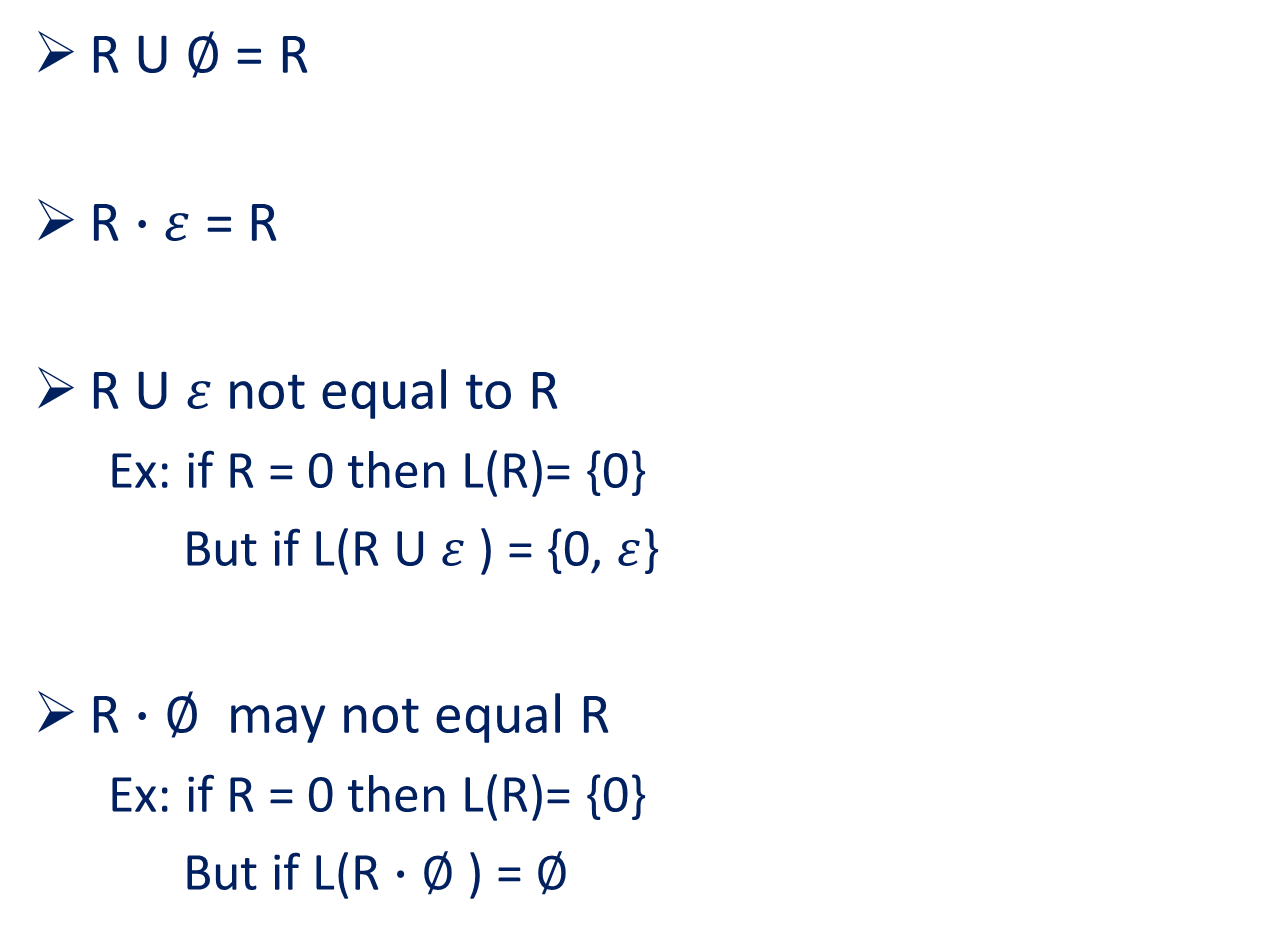 ➢ R U ∅ = R
➢ R · 𝜀 = R
➢ R U 𝜀 not equal to R
Ex: if R = 0 then L(R)= {0}
But if L(R U 𝜀 ) = {0, 𝜀}
➢ R · ∅ may not equal R
Ex: if R = 0 then L(R)= {0}
But if L(R · ∅ ) = ∅